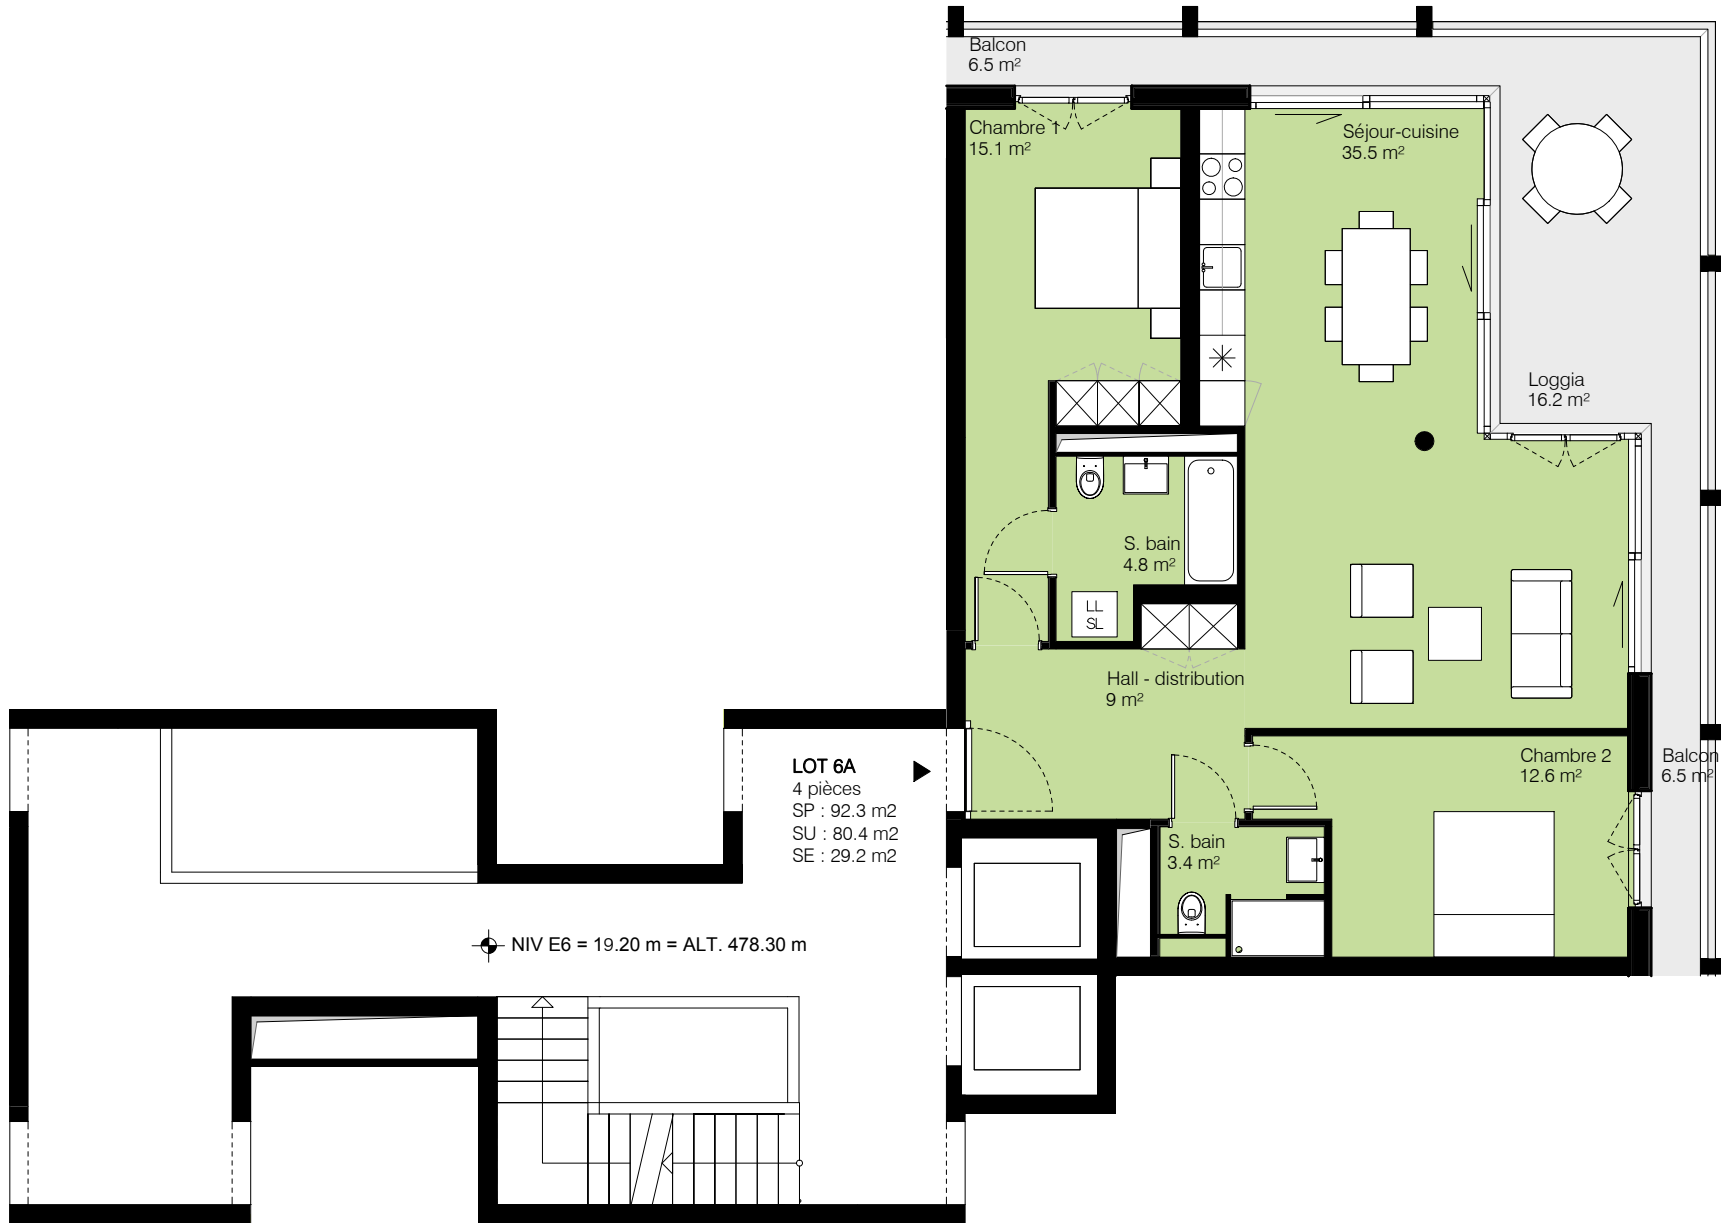 Balcon
6.5 m²
Chambre 1
15.1 m²
Séjour-cuisine
35.5 m²
Loggia
16.2 m²
S. bain
4.8 m²
LL
SL
Hall - distribution
9 m²
LOT 6A
4 pièces
SP : 92.3 m2
SU : 80.4 m2
SE : 29.2 m2
Chambre 2
12.6 m²
Balcon
6.5 m²
S. bain
3.4 m²
NIV E6 = 19.20 m = ALT. 478.30 m